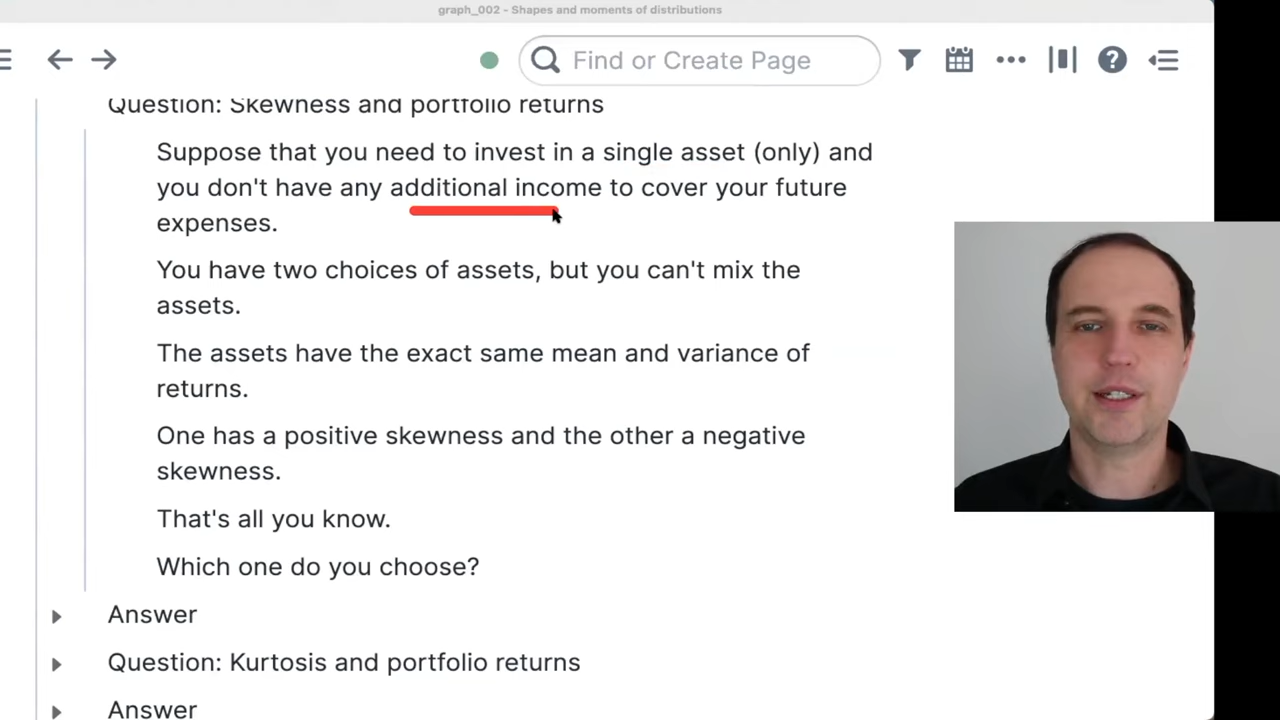 graph_002 - Shapes and moments of distributions
Find or Create Page
Question: Skewness and portfolio returns
Suppose that you need to invest in a single asset (only) and
you don't have any additional income to cover your future
expenses.
You have two choices of assets, but you can't mix the
assets.
The assets have the exact same mean and variance of
returns.
One has a positive skewness and the other a negative
skewness.
That's all you know.
Which one do you choose?
Answer
Question: Kurtosis and portfolio returns
Answer